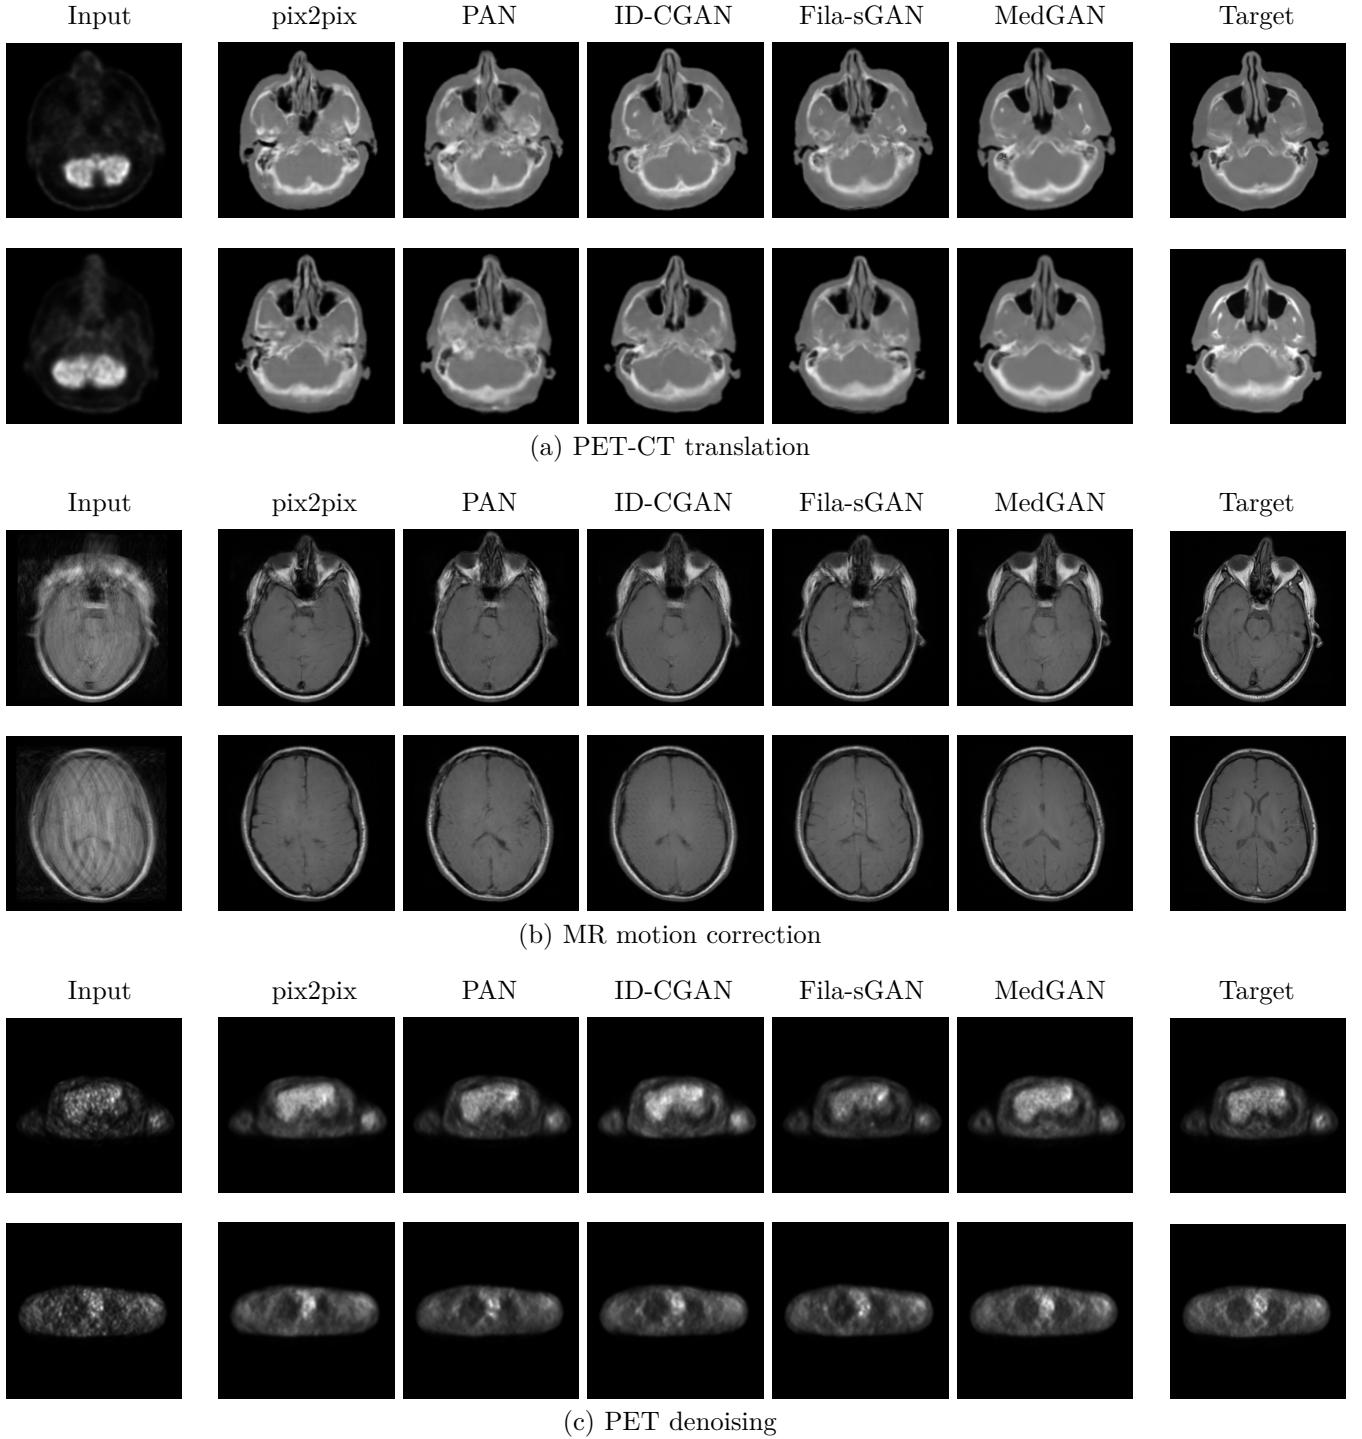 Input pix2pix PAN ID-CGAN Fila-sGAN MedGAN Target
(a) PET-CT translation
Input pix2pix PAN ID-CGAN Fila-sGAN MedGAN Target
(b) MR motion correction
Input pix2pix PAN ID-CGAN Fila-sGAN MedGAN Target
(c) PET denoising